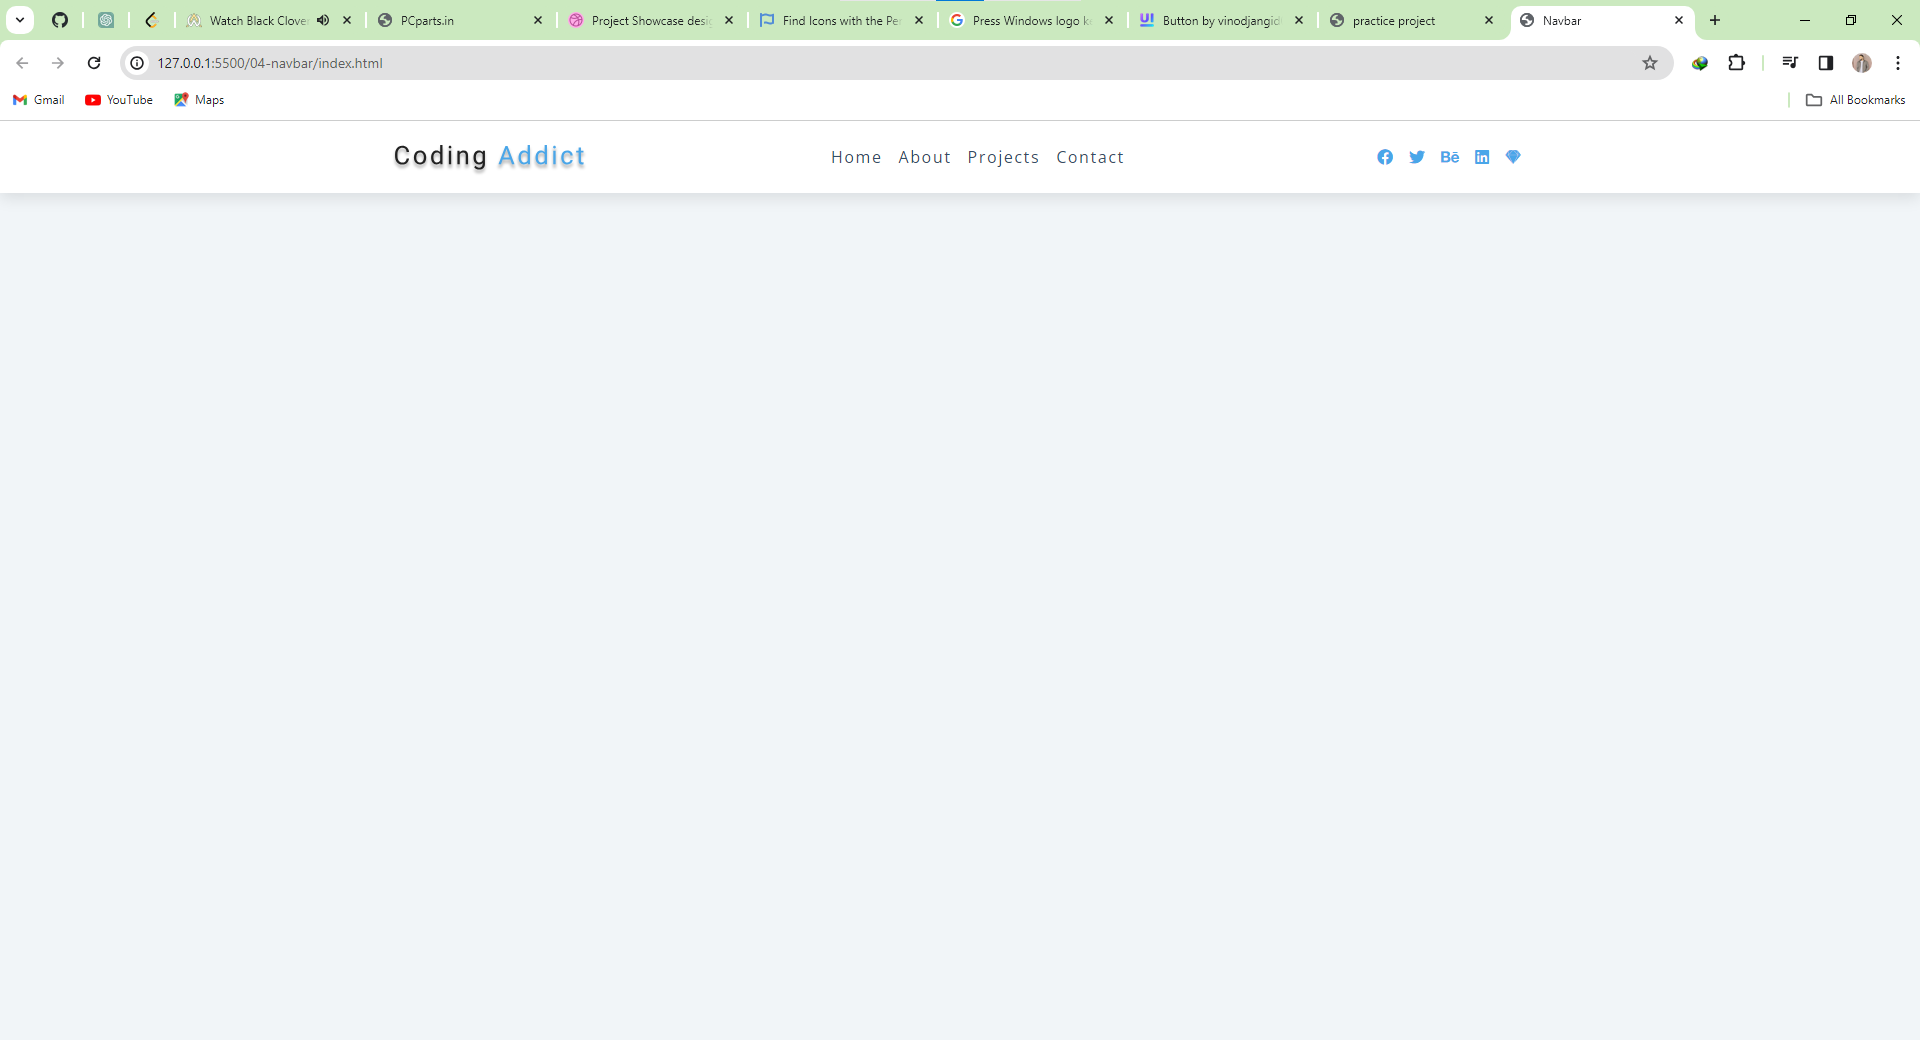 Watch Black Clove
PCparts.in
Project Showcase desi
Find Icons with the Per
Press Windows logo k
Button by vinodjangid
practice project
Navbar
127.0.0.1:5500/04-navbar/index.html
Gmail
YouTube
Maps
All Bookmarks
Coding Addict
Home
About
Projects
Contact